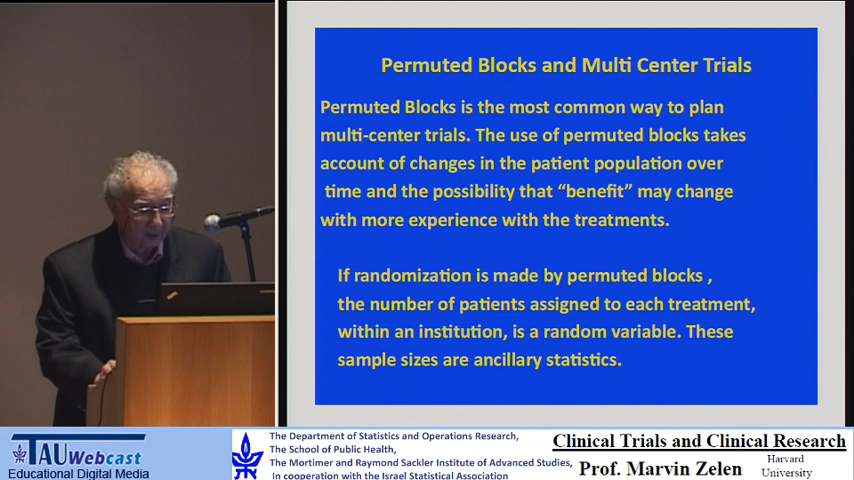 Permuted Blocks and Multi Center Trials
Permuted Blocks is the most common way to plan
multi-center trials. The use of permuted blocks takes
account of changes in the patient population over
time and the possibility that “benefit” may change
with more experience with the treatments.
If randomization is made by permuted blocks ,
the number of patients assigned to each treatment,
within an institution, is a random variable. These
sample sizes are ancillary statistics.
TAUWebcast
Educational Digital Media
The Department of Statistics and Operations Research,
The School of Public Health,
The Mortimer and Raymond Sackler Institute of Advanced Studies,
In cooperation with the Israel Statistical Association
Clinical Trials and Clinical Research
Prof. Marvin Zelen
Harvard
University